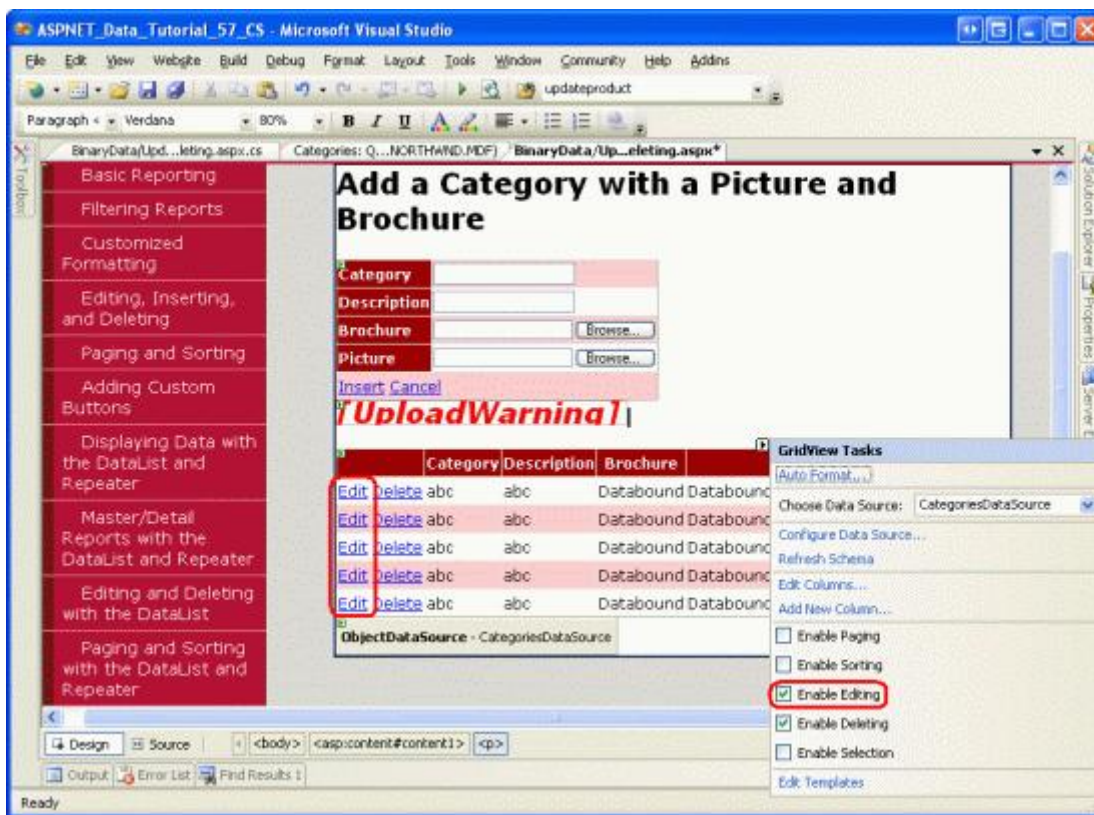 ASPNET_Data_Tutorial_57_CS - Microsoft Visual Studio
File Edit View Website Build Debug Format Layout Tools Window Community Help Addins
updateproduct
Paragraph < Verdana 80% B I U A
BinaryData/Upd...leting.aspx.cs Categories: Q...NORTHWND.MDF) BinaryData/Up...eleting.aspx*
Toolbox
Solution Explorer
Properties
Server E
Basic Reporting
Filtering Reports
Customized
Formatting
Editing, Inserting,
and Deleting
Paging and Sorting
Adding Custom
Buttons
Displaying Data with
the DataList and
Repeater
Master/Detail
Reports with the
DataList and Repeater
Editing and Deleting
with the DataList
Paging and Sorting
with the DataList and
Repeater
Add a Category with a Picture and
Brochure
Category
Description
Brochure Browse...
Picture Browse...
Insert Cancel
[UploadWarning]
Category Description Brochure
Edit Delete abc abc Databound Databound
Edit Delete abc abc Databound Databound
Edit Delete abc abc Databound Databound
Edit Delete abc abc Databound Databound
Edit Delete abc abc Databound Databound
ObjectDataSource - CategoriesDataSource
GridView Tasks
Auto Format...
Choose Data Source: CategoriesDataSource
Configure Data Source...
Refresh Schema
Edit Columns...
Add New Column...
Enable Paging
Enable Sorting
Enable Editing
Enable Deleting
Enable Selection
Edit Templates
Design Source <body> <asp:content#content1> <p>
Output Error List Find Results 1
Ready